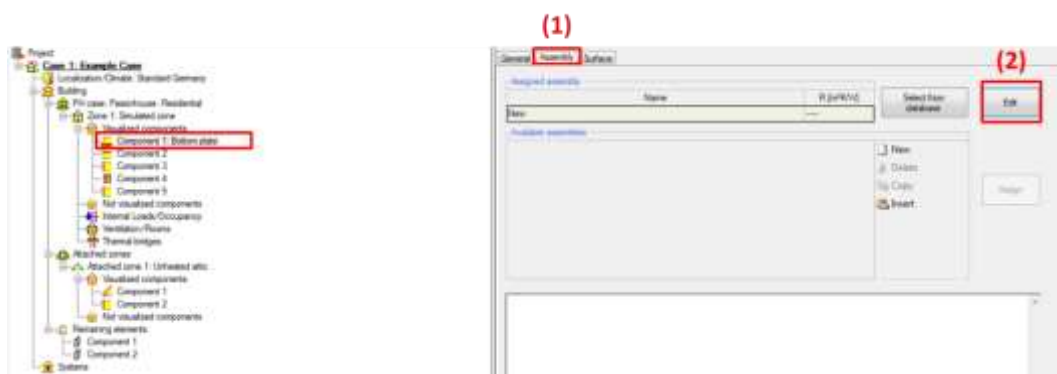 (1)
(2)
Project
Case 1: Example Case
Localization/Climate: Standard Germany
Building
PH case: Passivhouse: Residential
Zone 1: Simulated zone
Visualized components
Component 1: Bottom plate
Component 2
Component 3
Component 4
Component 5
Not visualized components
Internal Loads/Occupancy
Ventilation/Rooms
Thermal bridges
Attached zones
Attached zone 1: Unheated attic
Visualized components
Component 1
Component 2
Not visualized components
Remaining elements
Component 1
Component 2
Systems
General Assembly Surface
Assigned assembly
Name R [m²K/W]
New ----
Select from
database
Edit
Available assemblies
New
Delete
Copy
Insert
Assign